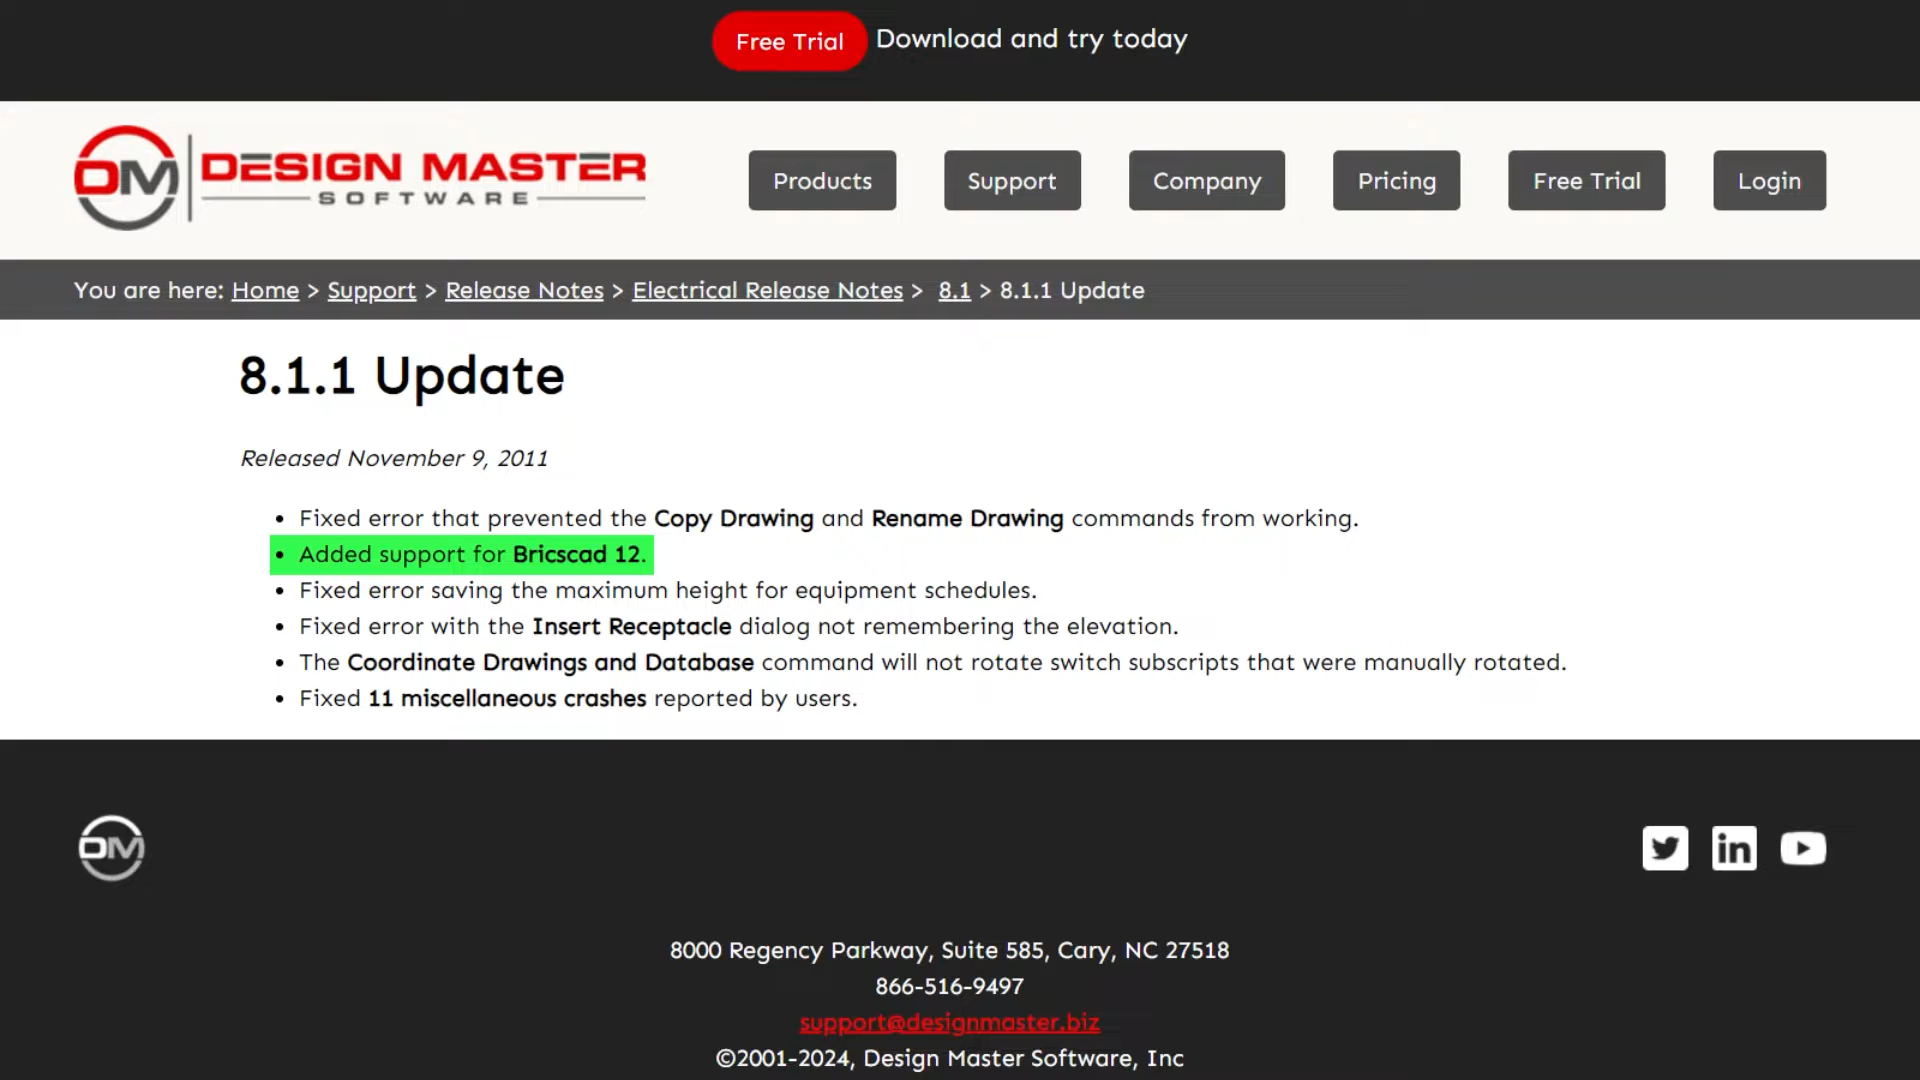 Free Trial Download and try today
DM DESIGN MASTER
SOFTWARE
Products Support Company Pricing Free Trial Login
You are here: Home > Support > Release Notes > Electrical Release Notes > 8.1 > 8.1.1 Update
8.1.1 Update
Released November 9, 2011
• Fixed error that prevented the Copy Drawing and Rename Drawing commands from working.
• Added support for Bricscad 12.
• Fixed error saving the maximum height for equipment schedules.
• Fixed error with the Insert Receptacle dialog not remembering the elevation.
• The Coordinate Drawings and Database command will not rotate switch subscripts that were manually rotated.
• Fixed 11 miscellaneous crashes reported by users.
DM
in
8000 Regency Parkway, Suite 585, Cary, NC 27518
866-516-9497
support@designmaster.biz
©2001-2024, Design Master Software, Inc